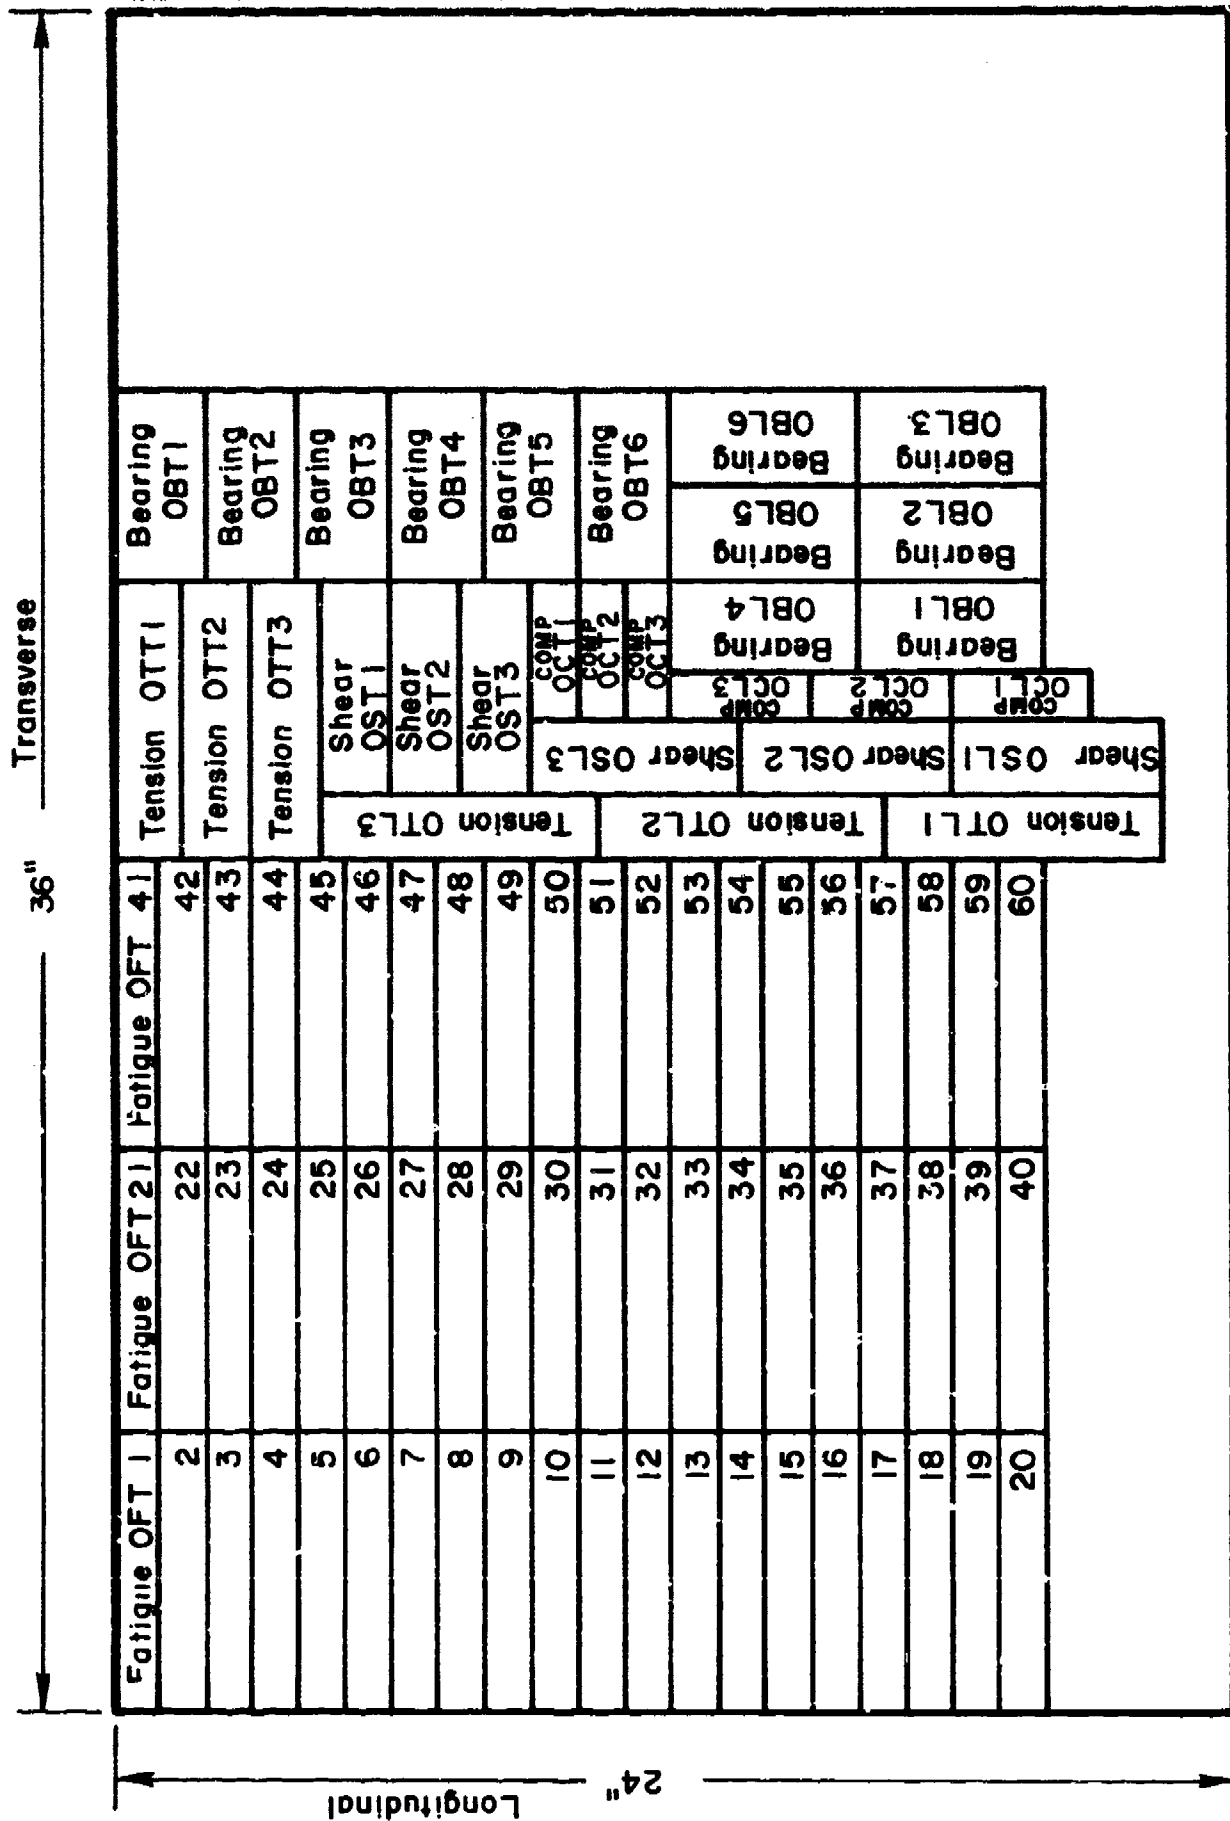 Transverse
36"
Longitudinal
24"
Fatigue OFT 1
2
3
4
5
6
7
8
9
10
11
12
13
14
15
16
17
18
19
20
Fatigue OFT 21
22
23
24
25
26
27
28
29
30
31
32
33
34
35
36
37
38
39
40
Fatigue OFT 41
42
43
44
45
46
47
48
49
50
51
52
53
54
55
56
57
58
59
60
Tension OTT1
Tension OTT2
Tension OTT3
Tension OTL3
Tension OTL2
Tension OTL1
Shear
OST1
Shear
OST2
Shear
OST3
Shear OSL3
Shear OSL2
Shear OSL1
COMP
OCT1
COMP
OCT2
COMP
OCT3
COMP
OCL3
COMP
OCL2
COMP
OCL1
Bearing
OBT1
Bearing
OBT2
Bearing
OBT3
Bearing
OBT4
Bearing
OBT5
Bearing
OBT6
Bearing
OBL4
Bearing
OBL5
Bearing
OBL6
Bearing
OBL1
Bearing
OBL2
Bearing
OBL3